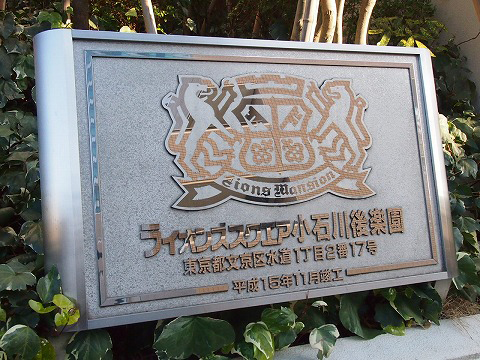 Lions Mansion
ライオンズスクエア小石川後楽園
東京都文京区水道1丁目2番17号
平成15年11月竣工